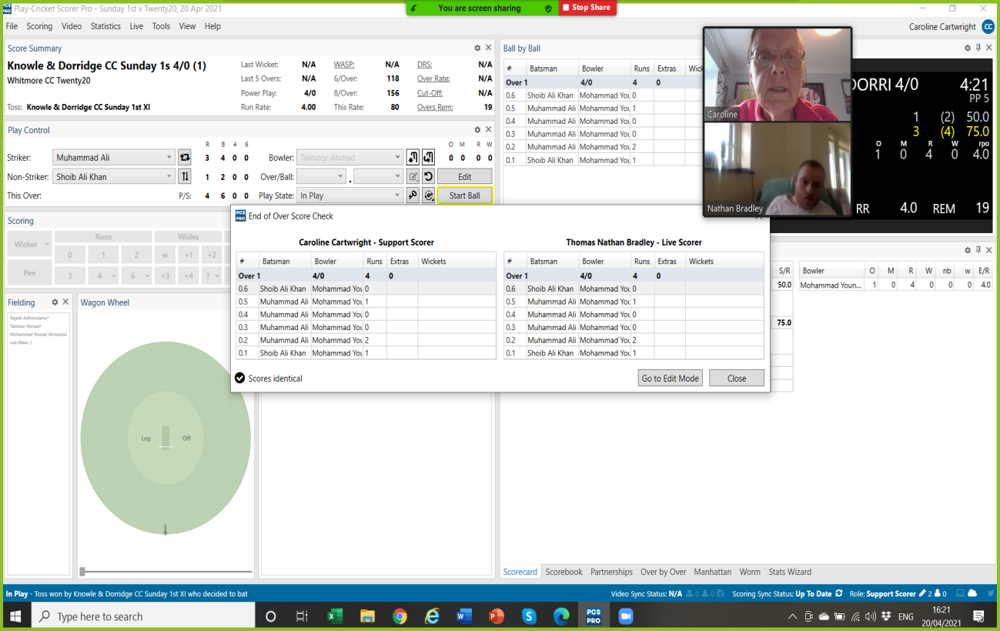 You are screen sharing
Stop Share
PCS PRO Play-Cricket Scorer Pro - Sunday 1st v Twenty20, 20 Apr 2021
File Scoring Video Statistics Live Tools View Help
Caroline Cartwright CC
Score Summary
Knowle & Dorridge CC Sunday 1s 4/0 (1)
Whitmore CC Twenty20
Toss: Knowle & Dorridge CC Sunday 1st XI
Last Wicket: N/A WASP: N/A DRS: N/A
Last 5 Overs: N/A 6/Over: 118 Over Rate: N/A
Power Play: 4/0 8/Over: 156 Cut-Off: N/A
Run Rate: 4.00 This Rate: 80 Overs Rem: 19
Play Control
R B 4 6 O M R W
Striker: Muhammad Ali 3 4 0 0 Bowler: Taimoor Ahmad 0 0 0 0
Non-Striker: Shoib Ali Khan 1 2 0 0 Over/Ball: . Edit
This Over: P/S: 4 6 0 0 Play State: In Play Start Ball
Scoring
Runs Wides
Wicket 0 1 2 w +1 +2
Pen 3 4 6 +3 +4 ?
Fielding
Rajesh Adhimulamu*
Taimoor Ahmad†
Mohammad Younas Ahmadzai
sub (New...)
Wagon Wheel
Leg Off
Ball by Ball
# Batsman Bowler Runs Extras Wick
Over 1 4/0 4 0
0.6 Shoib Ali Khan Mohammad You 0
0.5 Muhammad Ali Mohammad You 1
0.4 Muhammad Ali Mohammad You 0
0.3 Muhammad Ali Mohammad You 0
0.2 Muhammad Ali Mohammad You 2
0.1 Shoib Ali Khan Mohammad You 1
Caroline
Nathan Bradley
DORRI 4/0 4:21
PP 5
1 (2) 50.0
3 (4) 75.0
O M R W rpo
1 0 4 0 4.0
RR 4.0 REM 19
PCS PRO End of Over Score Check
Caroline Cartwright - Support Scorer
# Batsman Bowler Runs Extras Wickets
Over 1 4/0 4 0
0.6 Shoib Ali Khan Mohammad You 0
0.5 Muhammad Ali Mohammad You 1
0.4 Muhammad Ali Mohammad You 0
0.3 Muhammad Ali Mohammad You 0
0.2 Muhammad Ali Mohammad You 2
0.1 Shoib Ali Khan Mohammad You 1
Thomas Nathan Bradley - Live Scorer
# Batsman Bowler Runs Extras Wickets
Over 1 4/0 4 0
0.6 Shoib Ali Khan Mohammad You 0
0.5 Muhammad Ali Mohammad You 1
0.4 Muhammad Ali Mohammad You 0
0.3 Muhammad Ali Mohammad You 0
0.2 Muhammad Ali Mohammad You 2
0.1 Shoib Ali Khan Mohammad You 1
Scores identical
Go to Edit Mode Close
S/R
50.0
75.0
Bowler O M R W nb w E/R
Mohammad Youn... 1 0 4 0 0 0 4.0
Scorecard Scorebook Partnerships Over by Over Manhattan Worm Stats Wizard
In Play - Toss won by Knowle & Dorridge CC Sunday 1st XI who decided to bat
Video Sync Status: N/A 0 0 Scoring Sync Status: Up To Date Role: Support Scorer 2 0
Type here to search
PCS PRO
ENG
16:21
20/04/2021